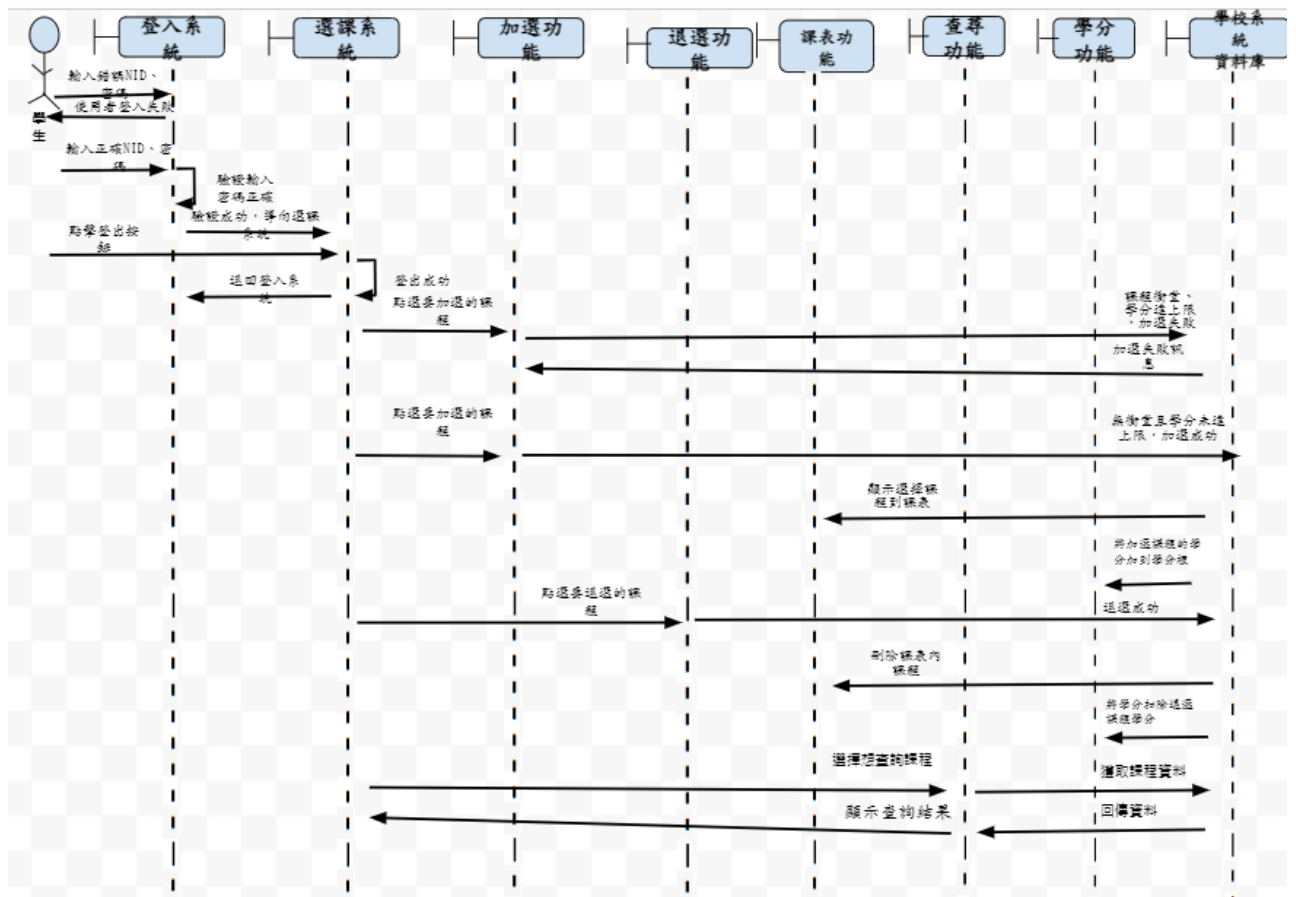 登入系
統
選課系
統
加選功
能
退選功
能
課表功
能
查尋
功能
學分
功能
學校系
統
資料庫
輸入錯誤NID、
密碼
使用者登入失敗
學
生
輸入正確NID、密
碼
驗證輸入
密碼正確
驗證成功，導向選課
系統
點擊登出按
鈕
登出成功
退回登入系
統
點選要加選的課
程
課程衝堂、
學分達上限
，加選失敗
加選失敗訊
息
點選要加選的課
程
無衝堂且學分未達
上限，加選成功
顯示選擇課
程到課表
將加選課程的學
分加到學分裡
點選要退選的課
程
退選成功
刪除課表內
課程
將學分扣除退選
課程學分
選擇想查詢課程
獲取課程資料
顯示查詢結果
回傳資料